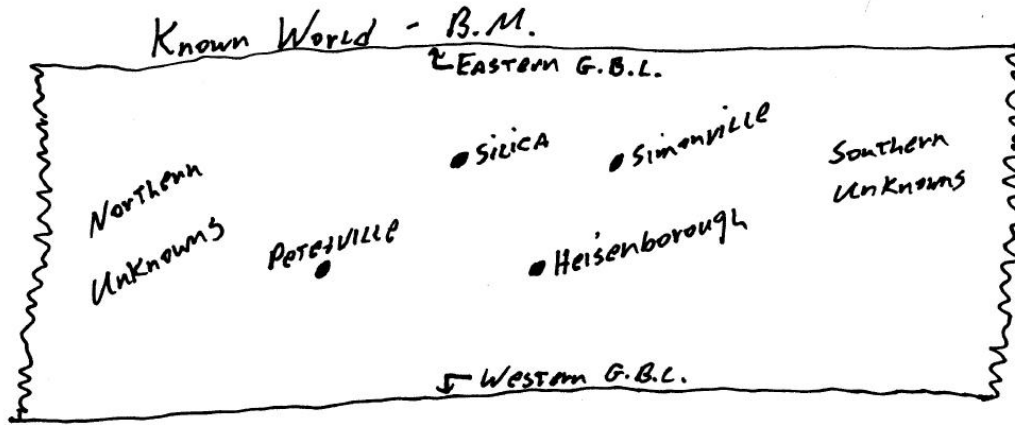 Known World - B.M.
Eastern G.B.L.
Silica
Simonville
Southern
Unknowns
Northern
Unknowns
Petesville
Heisenborough
Western G.B.L.